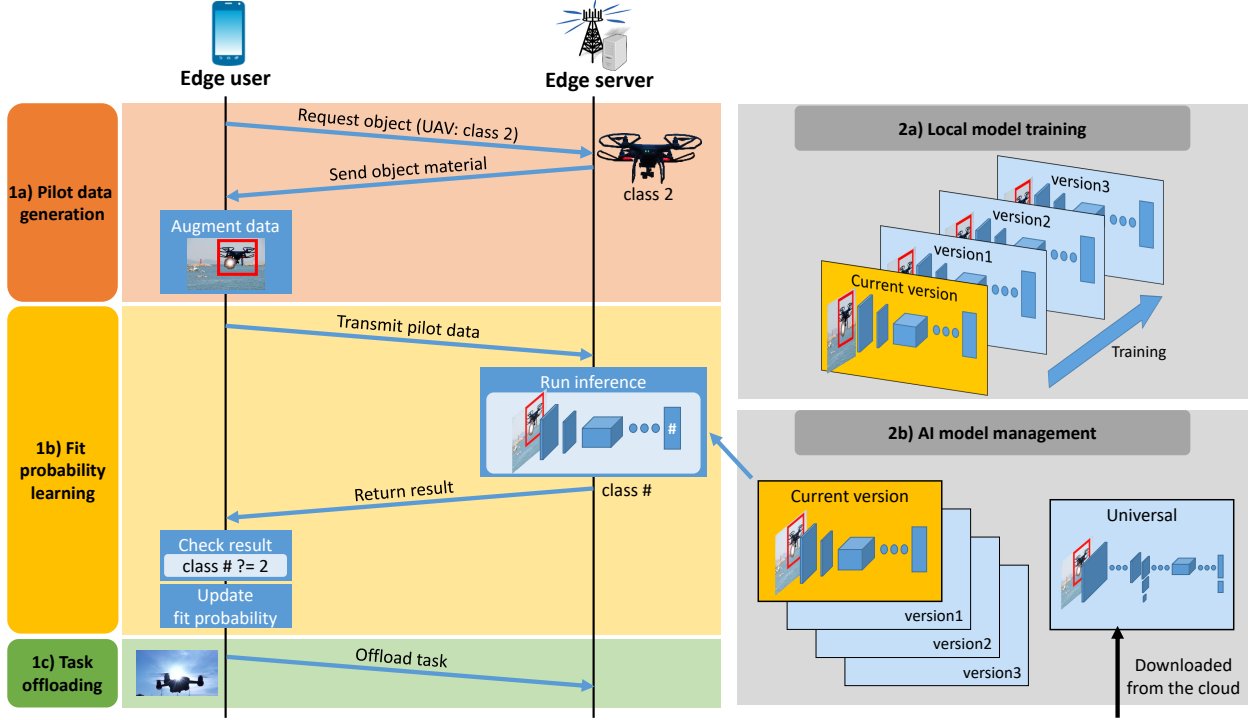 Edge user
Edge server
1a) Pilot data
generation
Request object (UAV: class 2)
Send object material
class 2
Augment data
1b) Fit
probability
learning
Transmit pilot data
Run inference
#
Return result
class #
Check result
class # ?= 2
Update
fit probability
1c) Task
offloading
Offload task
2a) Local model training
version3
version2
version1
Current version
Training
2b) AI model management
Current version
version1
version2
version3
Universal
Downloaded
from the cloud